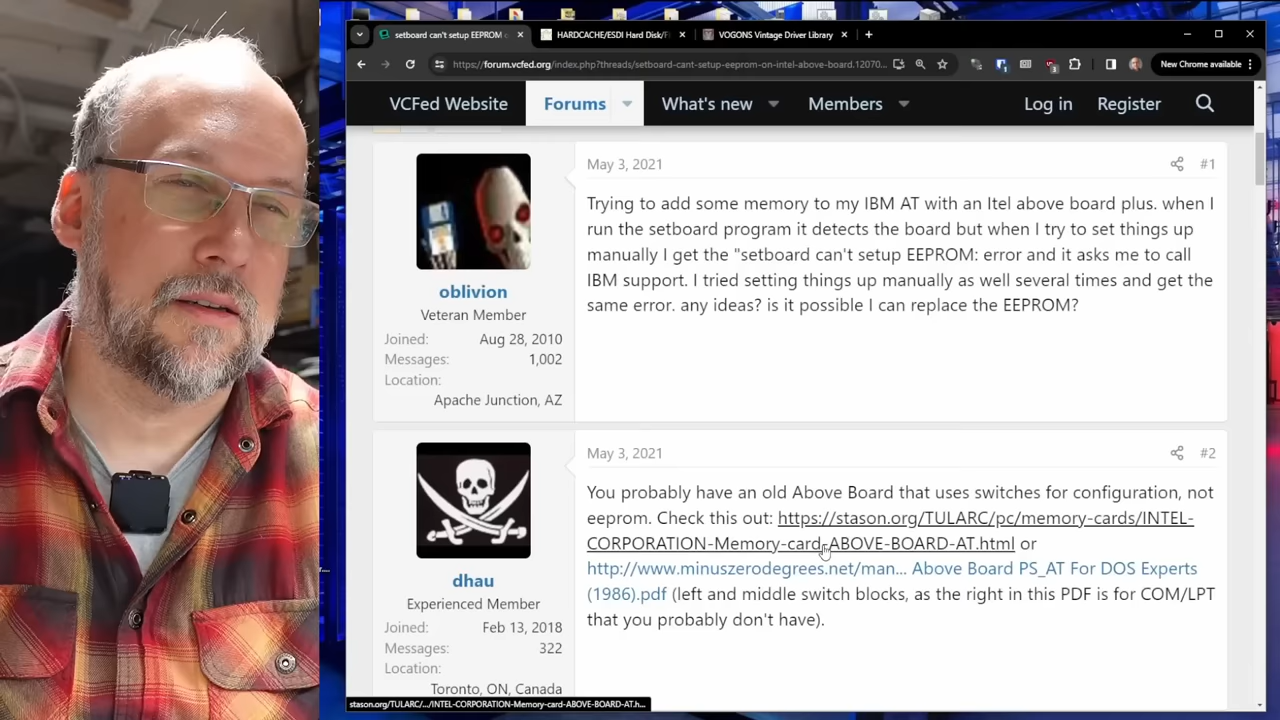 setboard can't setup EEPROM
HARDCACHE/ESDI Hard Disk/F
VOGONS Vintage Driver Library
https://forum.vcfed.org/index.php?threads/setboard-cant-setup-eeprom-on-intel-above-board.12070...
New Chrome available
VCFed Website
Forums
What's new
Members
Log in
Register
May 3, 2021
#1
Trying to add some memory to my IBM AT with an Itel above board plus. when I
run the setboard program it detects the board but when I try to set things up
manually I get the "setboard can't setup EEPROM: error and it asks me to call
IBM support. I tried setting things up manually as well several times and get the
same error. any ideas? is it possible I can replace the EEPROM?
oblivion
Veteran Member
Joined: Aug 28, 2010
Messages: 1,002
Location:
Apache Junction, AZ
May 3, 2021
#2
You probably have an old Above Board that uses switches for configuration, not
eeprom. Check this out: https://stason.org/TULARC/pc/memory-cards/INTEL-
CORPORATION-Memory-card-ABOVE-BOARD-AT.html or
http://www.minuszerodegrees.net/man... Above Board PS_AT For DOS Experts
(1986).pdf (left and middle switch blocks, as the right in this PDF is for COM/LPT
that you probably don't have).
dhau
Experienced Member
Joined: Feb 13, 2018
Messages: 322
Location:
Toronto, ON, Canada
stason.org/TULARC/.../INTEL-CORPORATION-Memory-card-ABOVE-BOARD-AT.h...